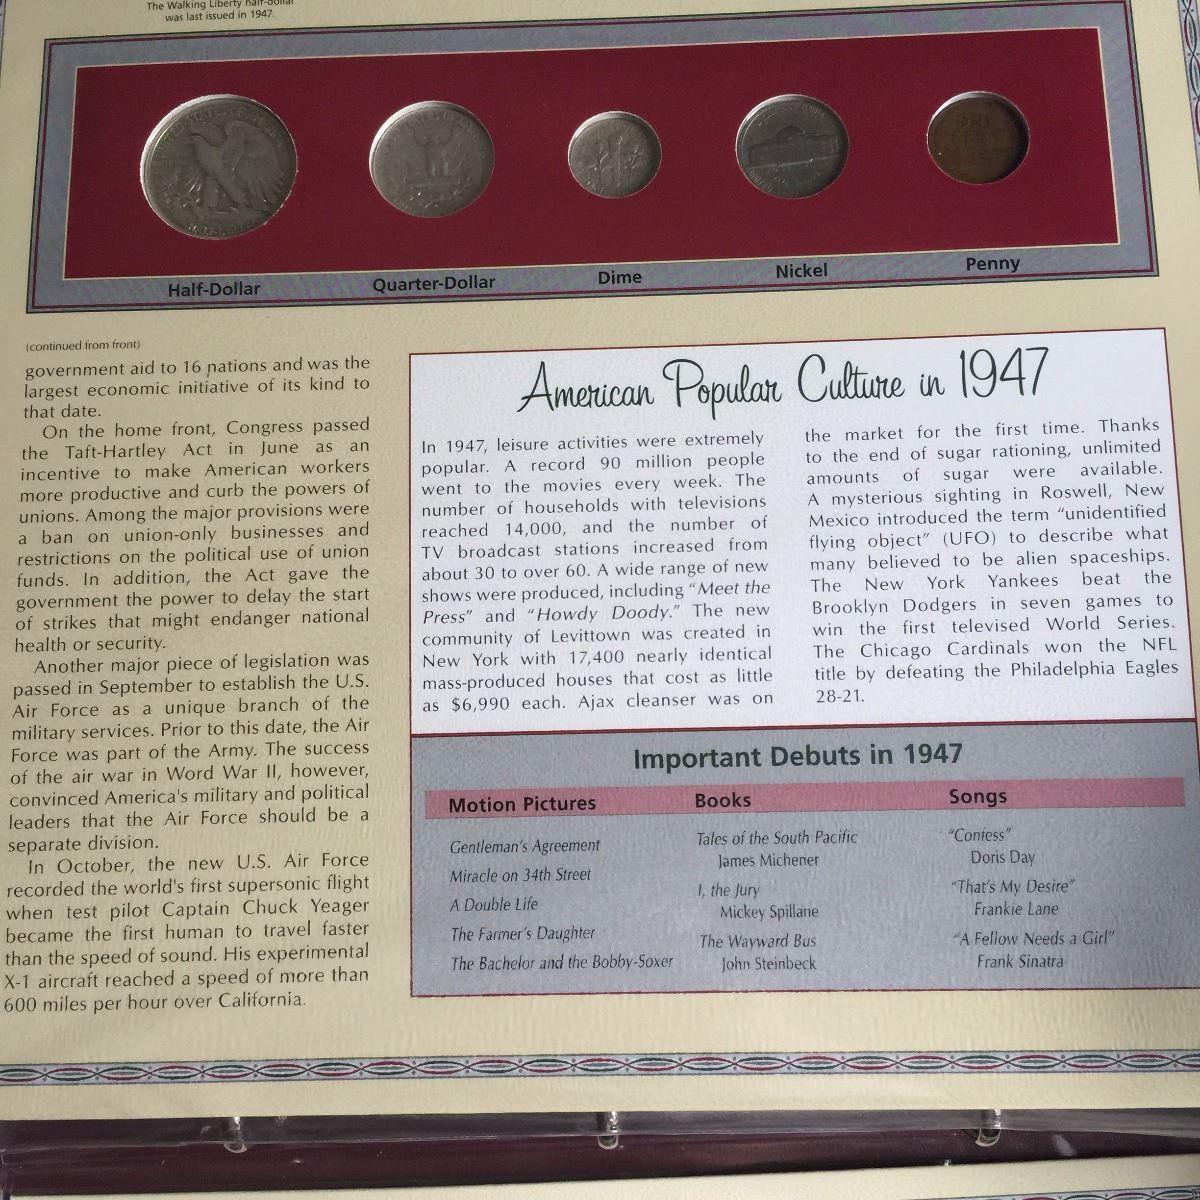 The Walking Liberty half-dollar
was last issued in 1947.
Half-Dollar
Quarter-Dollar
Dime
Nickel
Penny
(continued from front)
government aid to 16 nations and was the
largest economic initiative of its kind to
that date.
On the home front, Congress passed
the Taft-Hartley Act in June as an
incentive to make American workers
more productive and curb the powers of
unions. Among the major provisions were
a ban on union-only businesses and
restrictions on the political use of union
funds. In addition, the Act gave the
government the power to delay the start
of strikes that might endanger national
health or security.
Another major piece of legislation was
passed in September to establish the U.S.
Air Force as a unique branch of the
military services. Prior to this date, the Air
Force was part of the Army. The success
of the air war in Word War II, however,
convinced America's military and political
leaders that the Air Force should be a
separate division.
In October, the new U.S. Air Force
recorded the world's first supersonic flight
when test pilot Captain Chuck Yeager
became the first human to travel faster
than the speed of sound. His experimental
X-1 aircraft reached a speed of more than
600 miles per hour over California.
American Popular Culture in 1947
In 1947, leisure activities were extremely
popular. A record 90 million people
went to the movies every week. The
number of households with televisions
reached 14,000, and the number of
TV broadcast stations increased from
about 30 to over 60. A wide range of new
shows were produced, including "Meet the
Press" and "Howdy Doody." The new
community of Levittown was created in
New York with 17,400 nearly identical
mass-produced houses that cost as little
as $6,990 each. Ajax cleanser was on
the market for the first time. Thanks
to the end of sugar rationing, unlimited
amounts of sugar were available.
A mysterious sighting in Roswell, New
Mexico introduced the term "unidentified
flying object" (UFO) to describe what
many believed to be alien spaceships.
The New York Yankees beat the
Brooklyn Dodgers in seven games to
win the first televised World Series.
The Chicago Cardinals won the NFL
title by defeating the Philadelphia Eagles
28-21.
Important Debuts in 1947
Motion Pictures
Gentleman's Agreement
Miracle on 34th Street
A Double Life
The Farmer's Daughter
The Bachelor and the Bobby-Soxer
Books
Tales of the South Pacific
James Michener
I, the Jury
Mickey Spillane
The Wayward Bus
John Steinbeck
Songs
"Confess"
Doris Day
"That's My Desire"
Frankie Lane
"A Fellow Needs a Girl"
Frank Sinatra